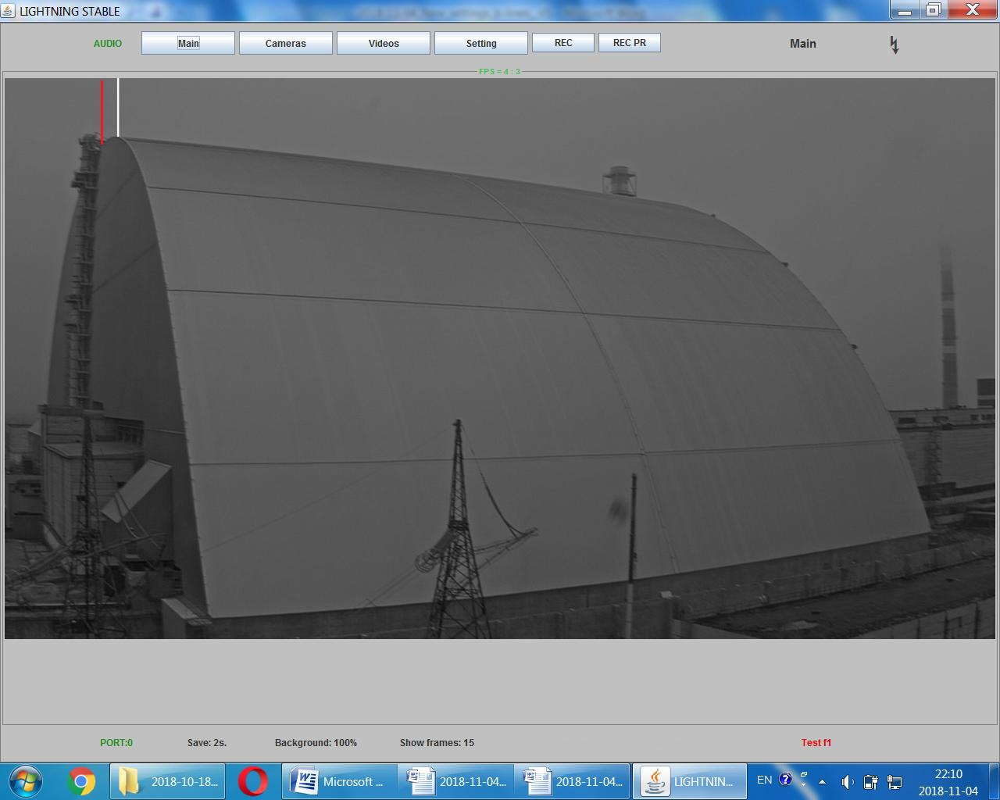 LIGHTNING STABLE
AUDIO Main Cameras Videos Setting REC REC PR Main
FPS = 4 : 3
PORT:0 Save: 2s. Background: 100% Show frames: 15 Test f1
2018-10-18... Microsoft ... 2018-11-04... 2018-11-04... LIGHTNIN... EN 22:10
2018-11-04